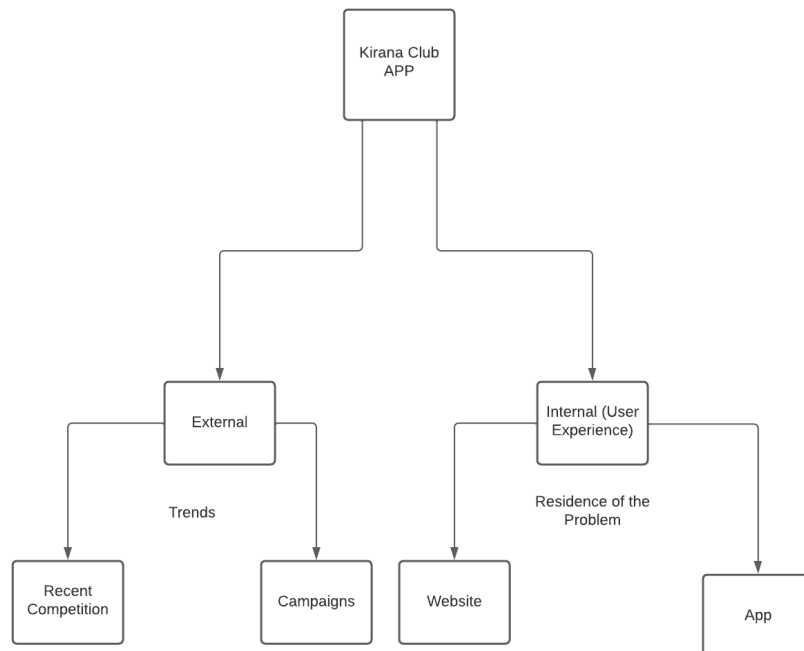 Kirana Club
APP
External
Internal (User
Experience)
Trends
Residence of the
Problem
Recent
Competition
Campaigns
Website
App